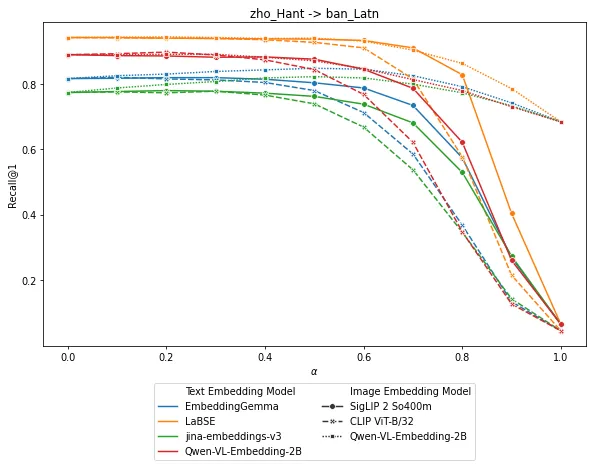 zho_Hant -> ban_Latn
Recall@1
0.8
0.6
0.4
0.2
0.0 0.2 0.4 0.6 0.8 1.0
α
Text Embedding Model
EmbeddingGemma
LaBSE
jina-embeddings-v3
Qwen-VL-Embedding-2B
Image Embedding Model
SigLIP 2 So400m
CLIP ViT-B/32
Qwen-VL-Embedding-2B